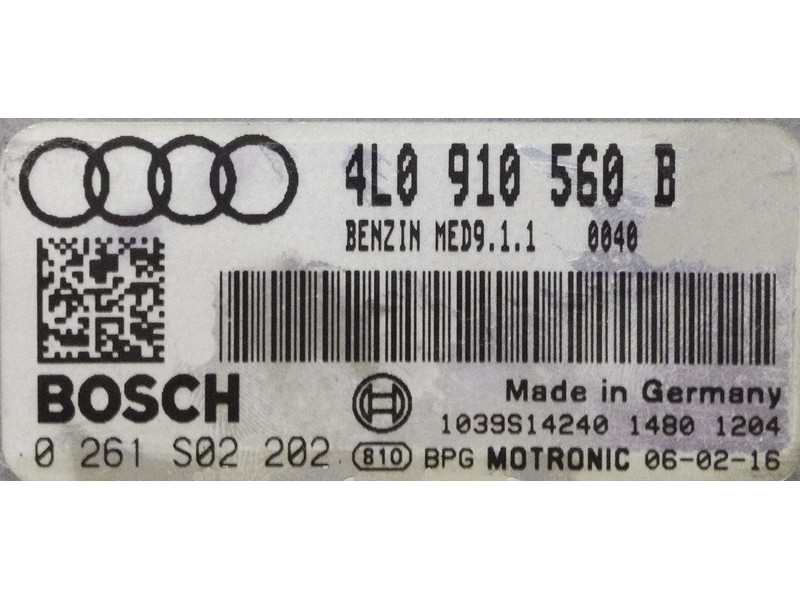 4L0 910 560 B
BENZIN MED9.1.1 0040
BOSCH
Made in Germany
1039S14240 1480 1204
0 261 S02 202 810 BPG MOTRONIC 06-02-16